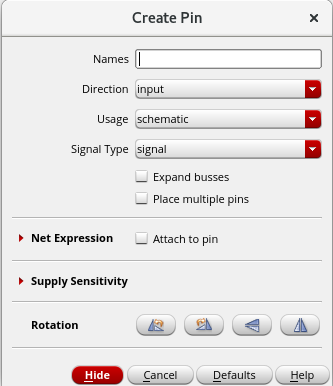 Create Pin
Names
Direction input
Usage schematic
Signal Type signal
Expand busses
Place multiple pins
Net Expression Attach to pin
Supply Sensitivity
Rotation
Hide Cancel Defaults Help